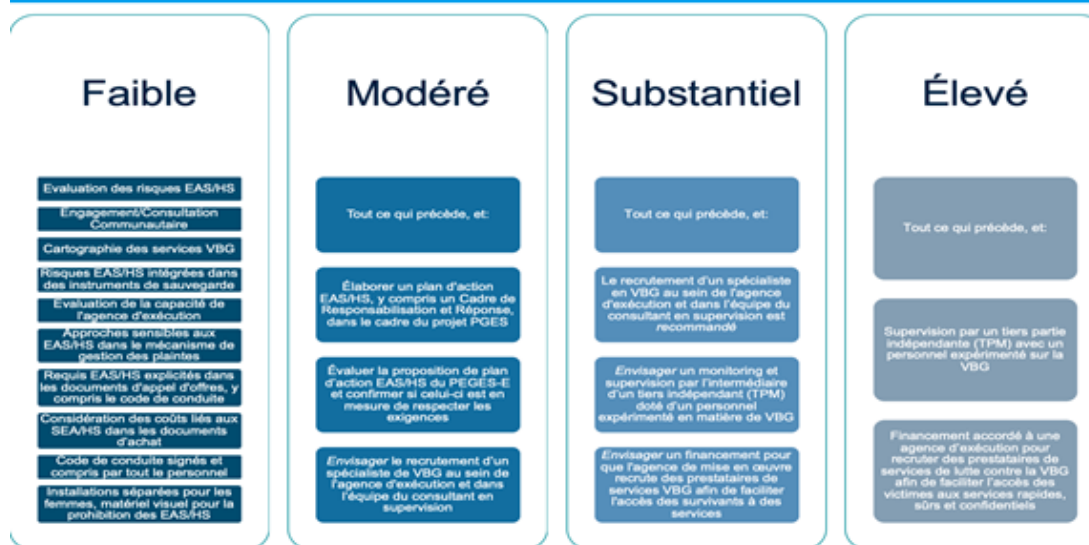 Faible
Evaluation des risques EAS/HS
Engagement/Consultation
Communautaire
Cartographie des services VBG
Risques EAS/HS intégrées dans
des instruments de sauvegarde
Evaluation de la capacité de
l'agence d'exécution
Approches sensibles aux
EAS/HS dans le mécanisme de
gestion des plaintes
Requis EAS/HS explicités dans
les documents d'appel d'offres, y
compris le code de conduite
Considération des coûts liés aux
SEA/HS dans les documents
d'achat
Code de conduite signés et
compris par tout le personnel
Installations séparées pour les
femmes, matériel visuel pour la
prohibition des EAS/HS
Modéré
Tout ce qui précède, et:
Élaborer un plan d'action
EAS/HS, y compris un Cadre de
Responsabilisation et Réponse,
dans le cadre du projet PGES
Évaluer la proposition de plan
d'action EAS/HS du PEGES-E
et confirmer si celui-ci est en
mesure de respecter les
exigences
Envisager le recrutement d'un
spécialiste de VBG au sein de
l'agence d'exécution et dans
l'équipe du consultant en
supervision
Substantiel
Tout ce qui précède, et:
Le recrutement d'un spécialiste
en VBG au sein de l'agence
d'exécution et dans l'équipe du
consultant en supervision est
recommandé
Envisager un monitoring et
supervision par l'intermédiaire
d'un tiers indépendant (TPM)
doté d'un personnel
expérimenté en matière de VBG
Envisager un financement pour
que l'agence de mise en œuvre
recrute des prestataires de
services VBG afin de faciliter
l'accès des survivants à des
services
Élevé
Tout ce qui précède, et:
Supervision par un tiers partie
indépendante (TPM) avec un
personnel expérimenté sur la
VBG
Financement accordé à une
agence d'exécution pour
recruter des prestataires de
services de lutte contre la VBG
afin de faciliter l'accès des
victimes aux services rapides,
sûrs et confidentiels